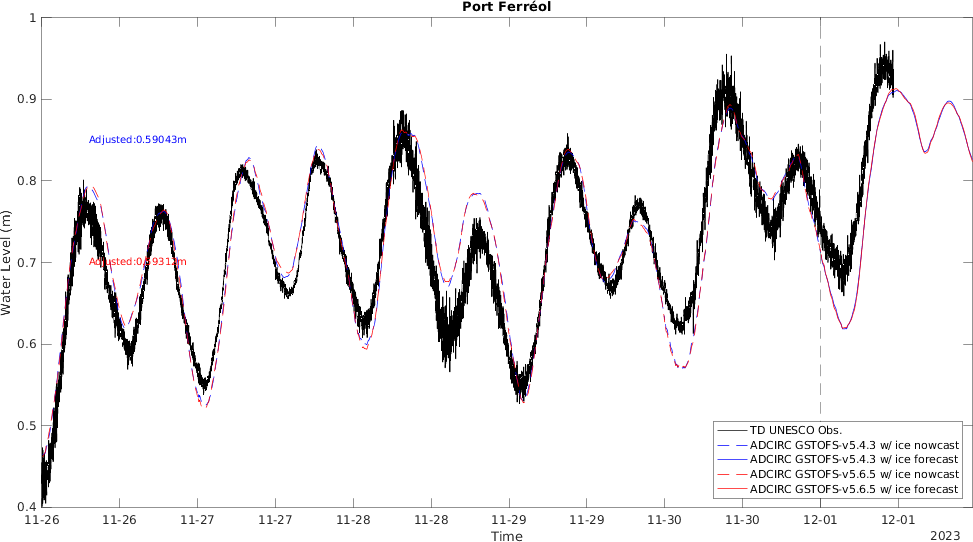 Port Ferréol
1
0.9
0.8
0.7
0.6
0.5
0.4
Water Level (m)
Adjusted:0.59043m
Adjusted:0.59312m
TD UNESCO Obs.
ADCIRC GSTOFS-v5.4.3 w/ ice nowcast
ADCIRC GSTOFS-v5.4.3 w/ ice forecast
ADCIRC GSTOFS-v5.6.5 w/ ice nowcast
ADCIRC GSTOFS-v5.6.5 w/ ice forecast
11-26 11-26 11-27 11-27 11-28 11-28 11-29 11-29 11-30 11-30 12-01 12-01
Time
2023